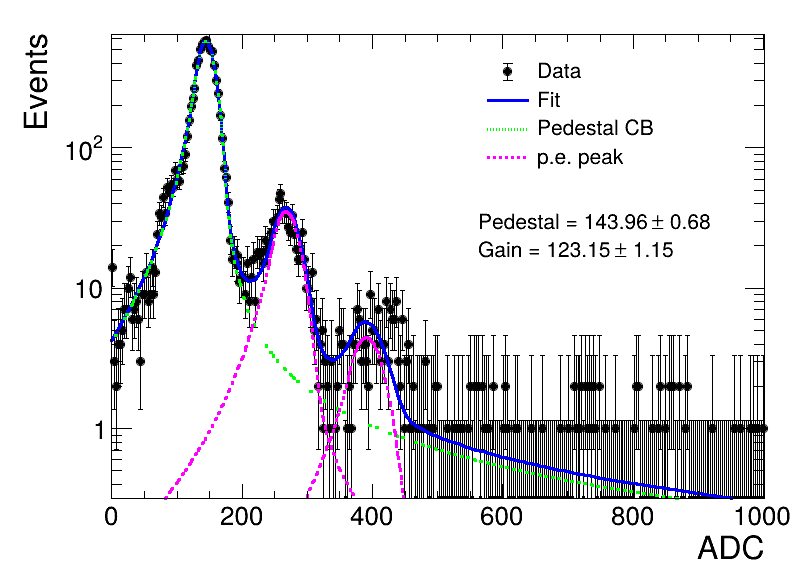 Events
Data
Fit
Pedestal CB
p.e. peak
Pedestal = 143.96 ± 0.68
Gain = 123.15 ± 1.15
10²
10
1
0 200 400 600 800 1000
ADC